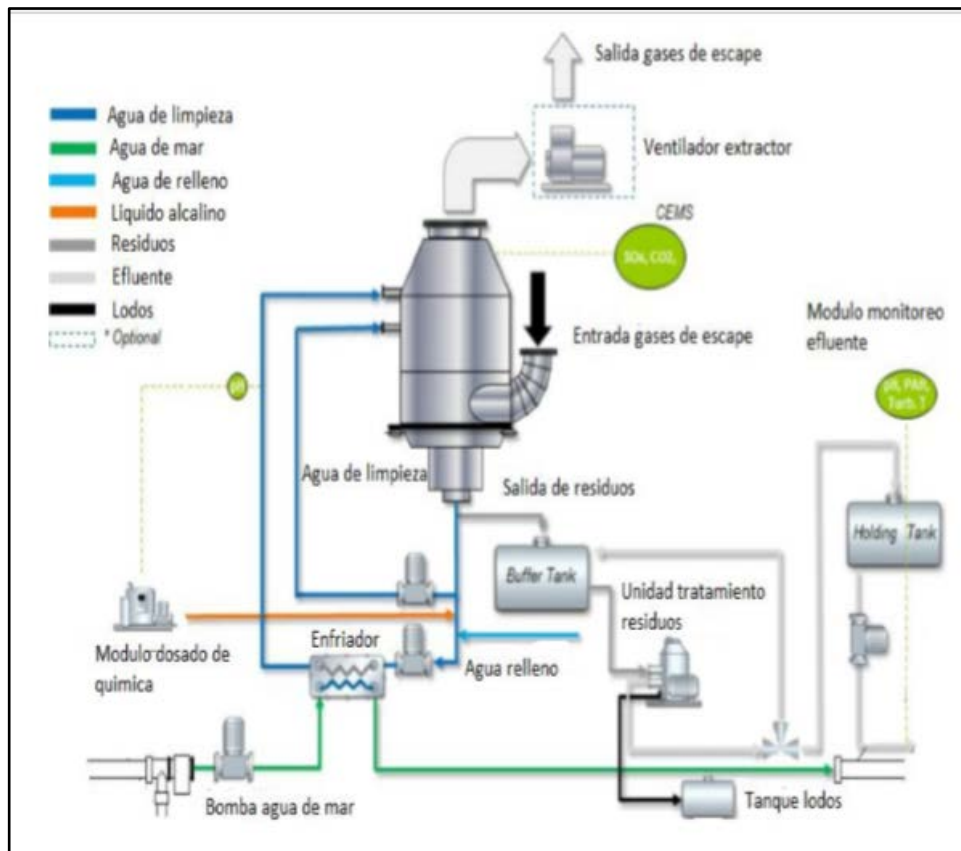 Salida gases de escape
Agua de limpieza
Agua de mar
Agua de relleno
Liquido alcalino
Residuos
Efluente
Lodos
* Optional
Ventilador extractor
CEMS
SOx, CO2,
Entrada gases de escape
Modulo monitoreo
efluente
pH, PAH,
Turb. T
pH
Agua de limpieza
Salida de residuos
Holding Tank
Buffer Tank
Unidad tratamiento
residuos
Modulo dosado de
quimica
Enfriador
Agua relleno
Bomba agua de mar
Tanque lodos